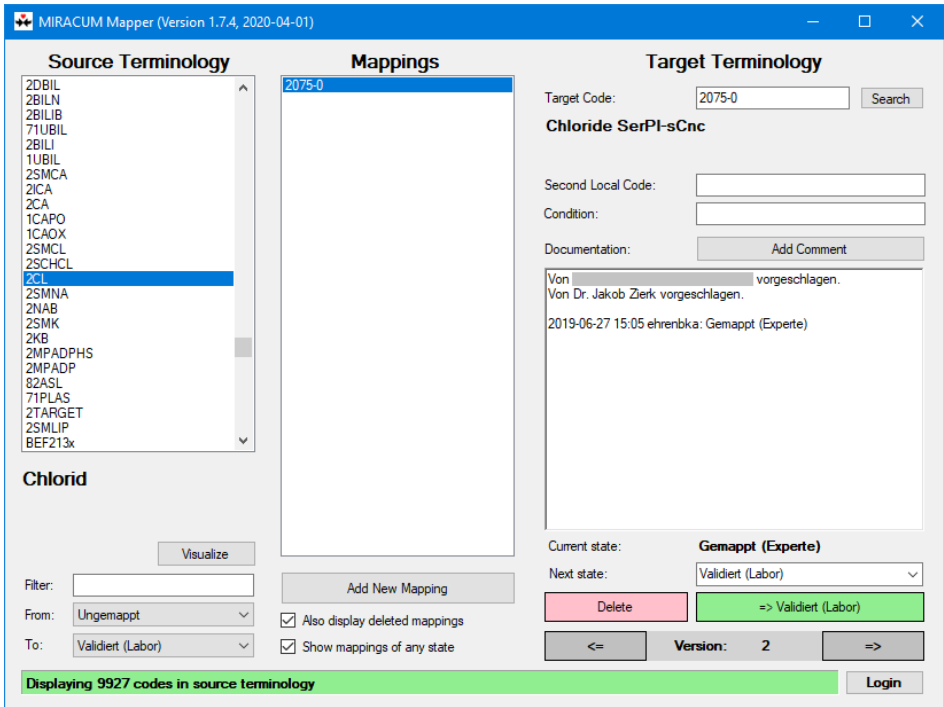 MIRACUM Mapper (Version 1.7.4, 2020-04-01)
Source Terminology
2DBIL
2BILN
2BILIB
71UBIL
2BILI
1UBIL
2SMCA
2ICA
2CA
1CAPO
1CAOX
2SMCL
2SCHCL
2CL
2SMNA
2NAB
2SMK
2KB
2MPADPHS
2MPADP
82ASL
71PLAS
2TARGET
2SMLIP
BEF213x
Chlorid
Visualize
Filter:
From: Ungemappt
To: Validiert (Labor)
Mappings
2075-0
Add New Mapping
Also display deleted mappings
Show mappings of any state
Target Terminology
Target Code: 2075-0 Search
Chloride SerPl-sCnc
Second Local Code:
Condition:
Documentation: Add Comment
Von vorgeschlagen.
Von Dr. Jakob Zierk vorgeschlagen.
2019-06-27 15:05 ehrenbka: Gemappt (Experte)
Current state: Gemappt (Experte)
Next state: Validiert (Labor)
Delete => Validiert (Labor)
<= Version: 2 =>
Displaying 9927 codes in source terminology Login